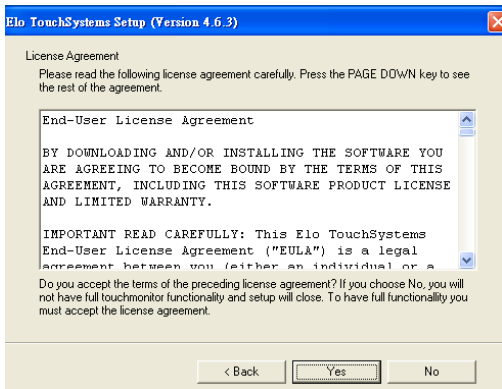 Elo TouchSystems Setup (Version 4.6.3)
License Agreement
Please read the following license agreement carefully. Press the PAGE DOWN key to see
the rest of the agreement.
End-User License Agreement
BY DOWNLOADING AND/OR INSTALLING THE SOFTWARE YOU
ARE AGREEING TO BECOME BOUND BY THE TERMS OF THIS
AGREEMENT, INCLUDING THIS SOFTWARE PRODUCT LICENSE
AND LIMITED WARRANTY.
IMPORTANT READ CAREFULLY: This Elo TouchSystems
End-User License Agreement ("EULA") is a legal
agreement between you (either an individual or a
Do you accept the terms of the preceding license agreement? If you choose No, you will
not have full touchmonitor functionality and setup will close. To have full functionallity you
must accept the license agreement.
< Back Yes No